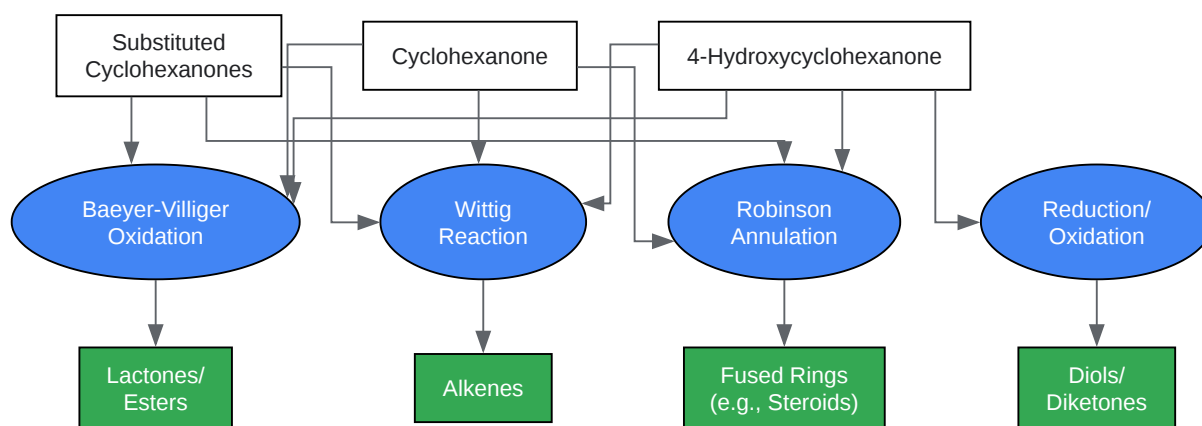 Substituted
Cyclohexanones
Cyclohexanone
4-Hydroxycyclohexanone
Baeyer-Villiger
Oxidation
Wittig
Reaction
Robinson
Annulation
Reduction/
Oxidation
Lactones/
Esters
Alkenes
Fused Rings
(e.g., Steroids)
Diols/
Diketones